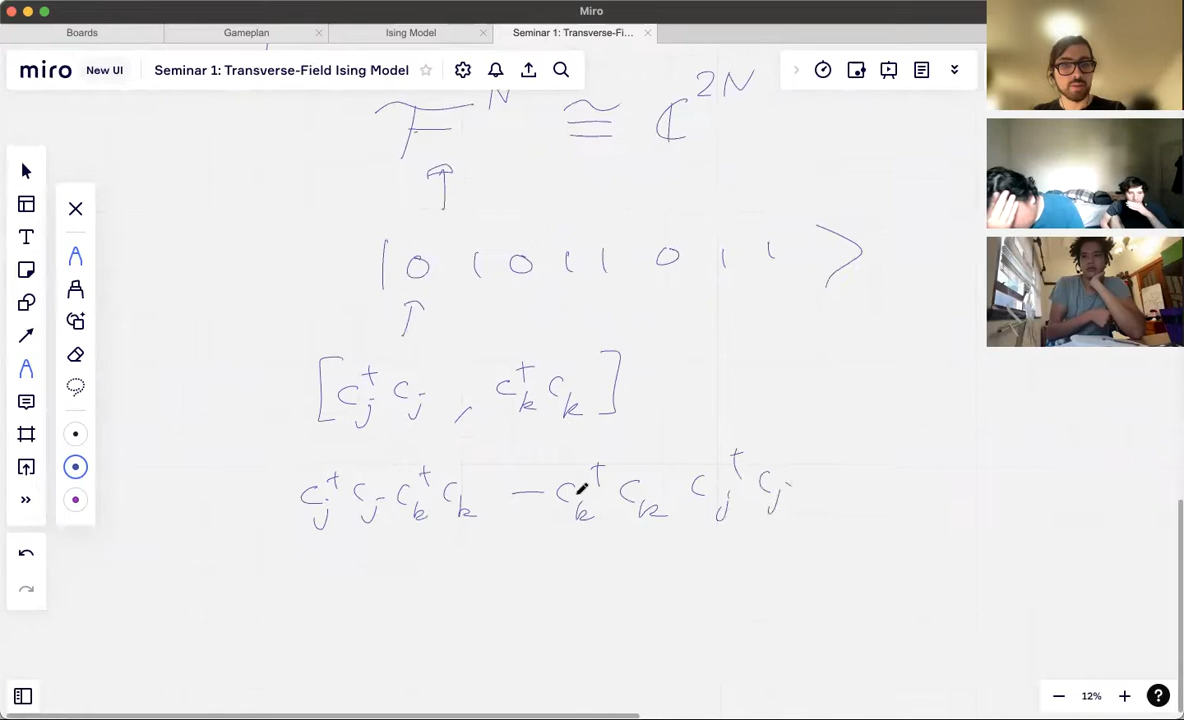 Miro
Boards Gameplan Ising Model Seminar 1: Transverse-Fi...
miro New UI Seminar 1: Transverse-Field Ising Model
F^N ≅ ℂ^2N
↑
|0 1 0 1 1 0 1 1 >
↑
[c_j^† c_j , c_k^† c_k]
c_j^† c_j c_k^† c_k - c_k^† c_k c_j^† c_j
12%